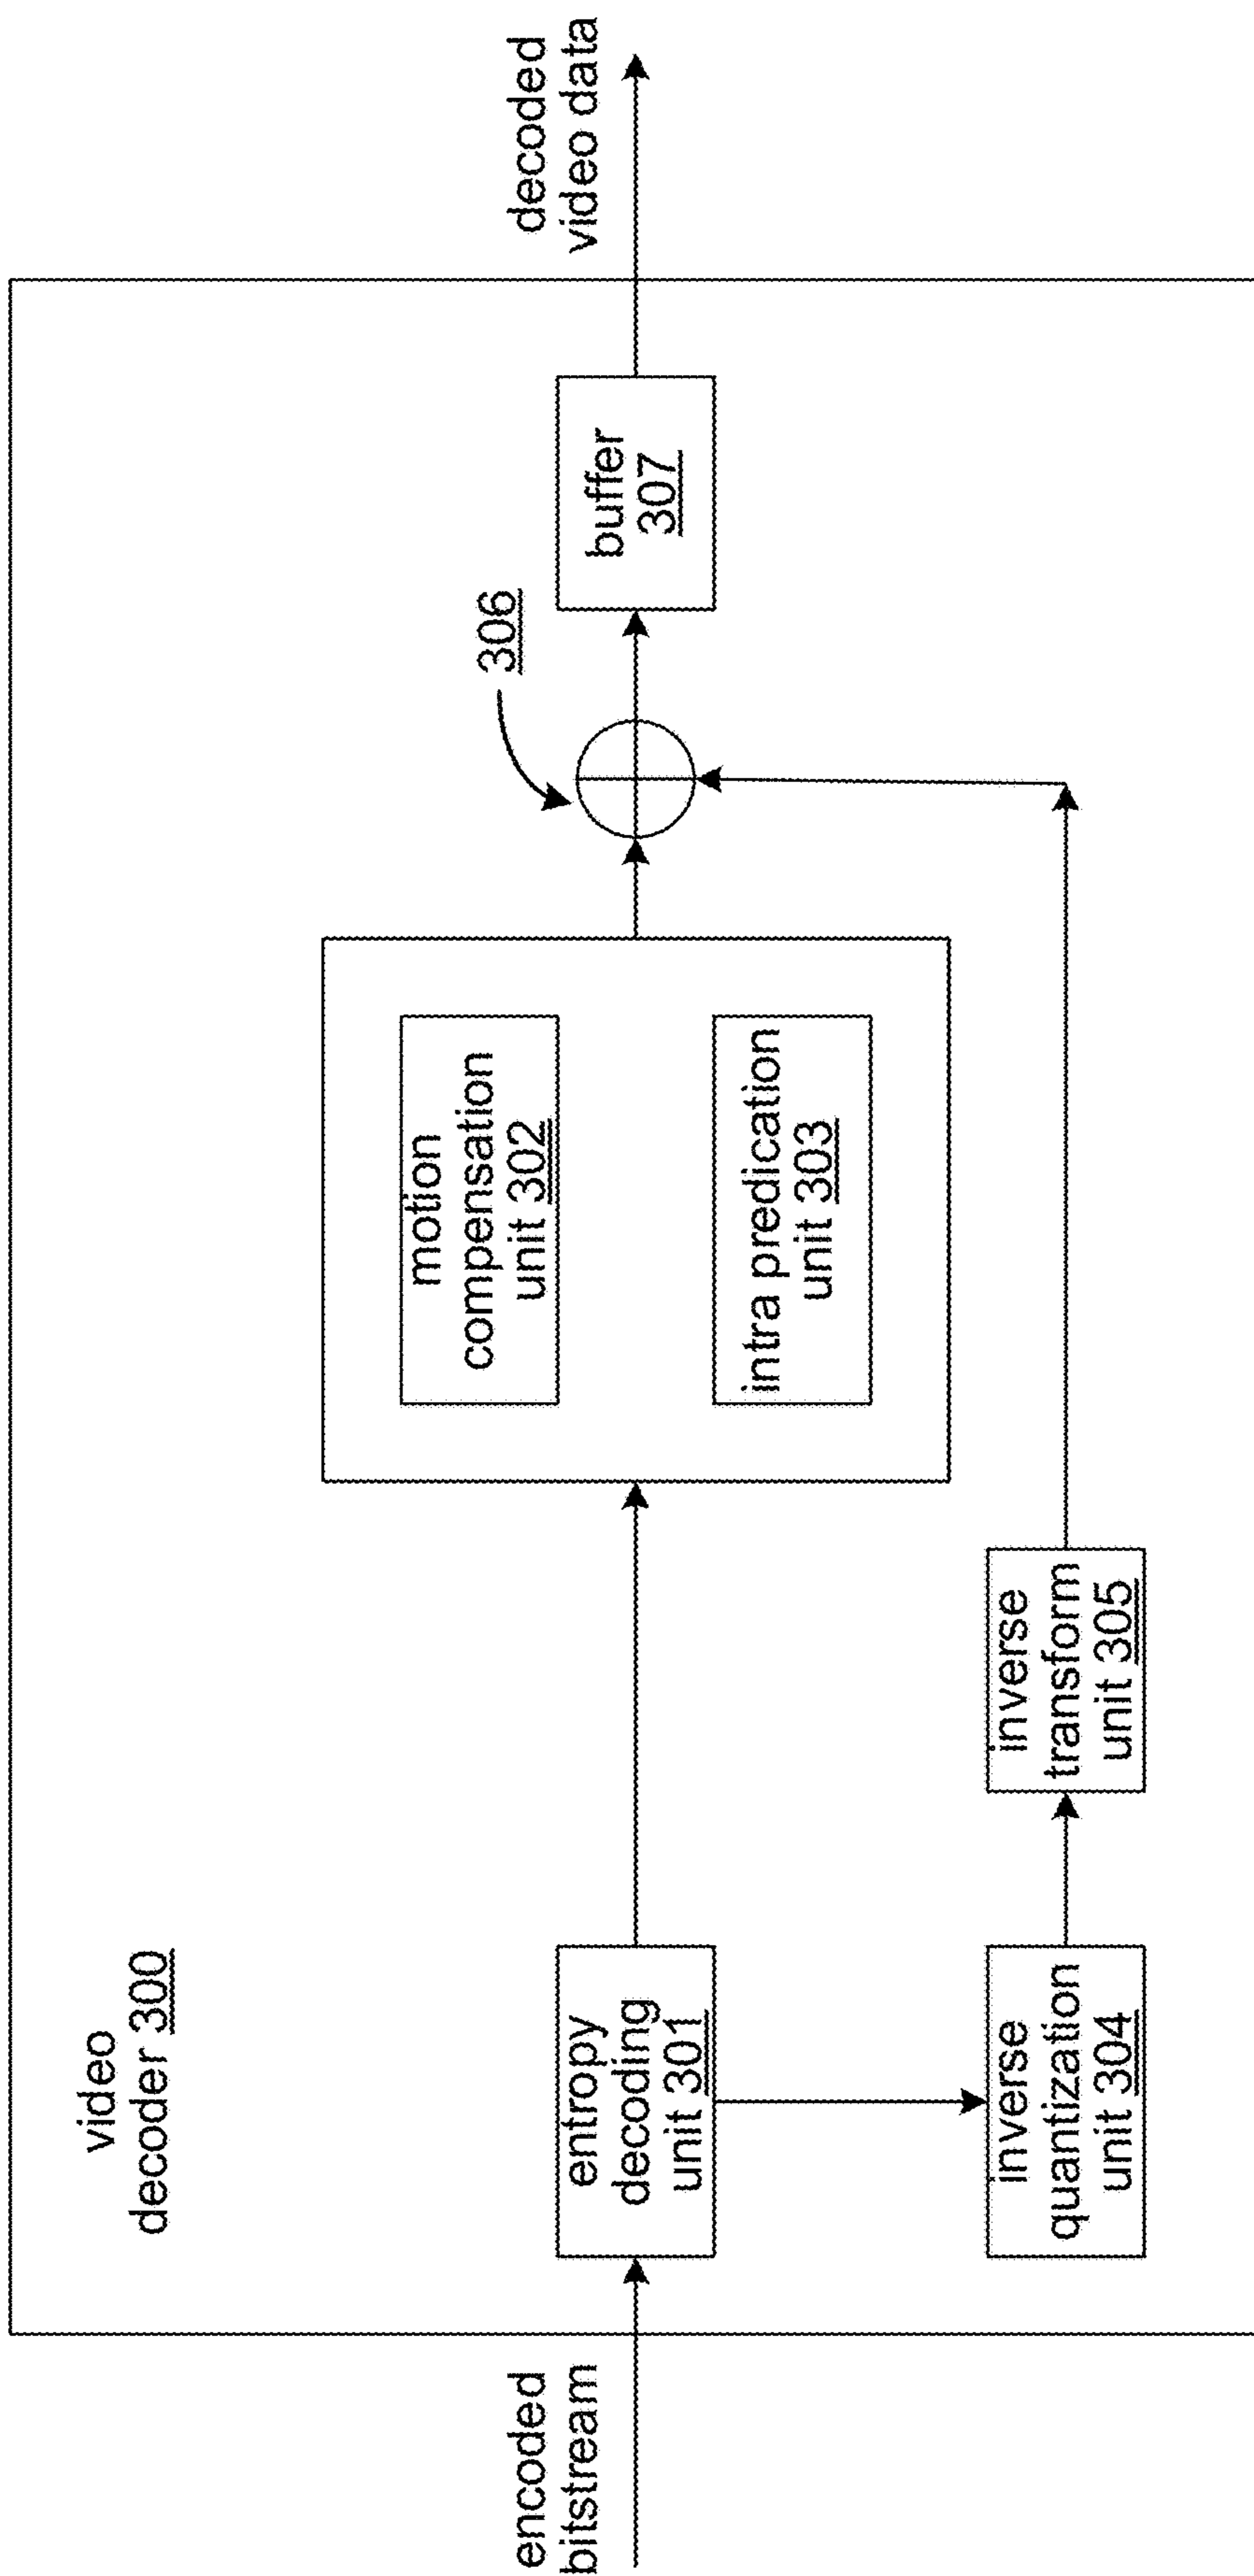 video
decoder 300
encoded
bitstream
entropy
decoding
unit 301
motion
compensation
unit 302
intra predication
unit 303
inverse
quantization
unit 304
inverse
transform
unit 305
306
buffer
307
decoded
video data